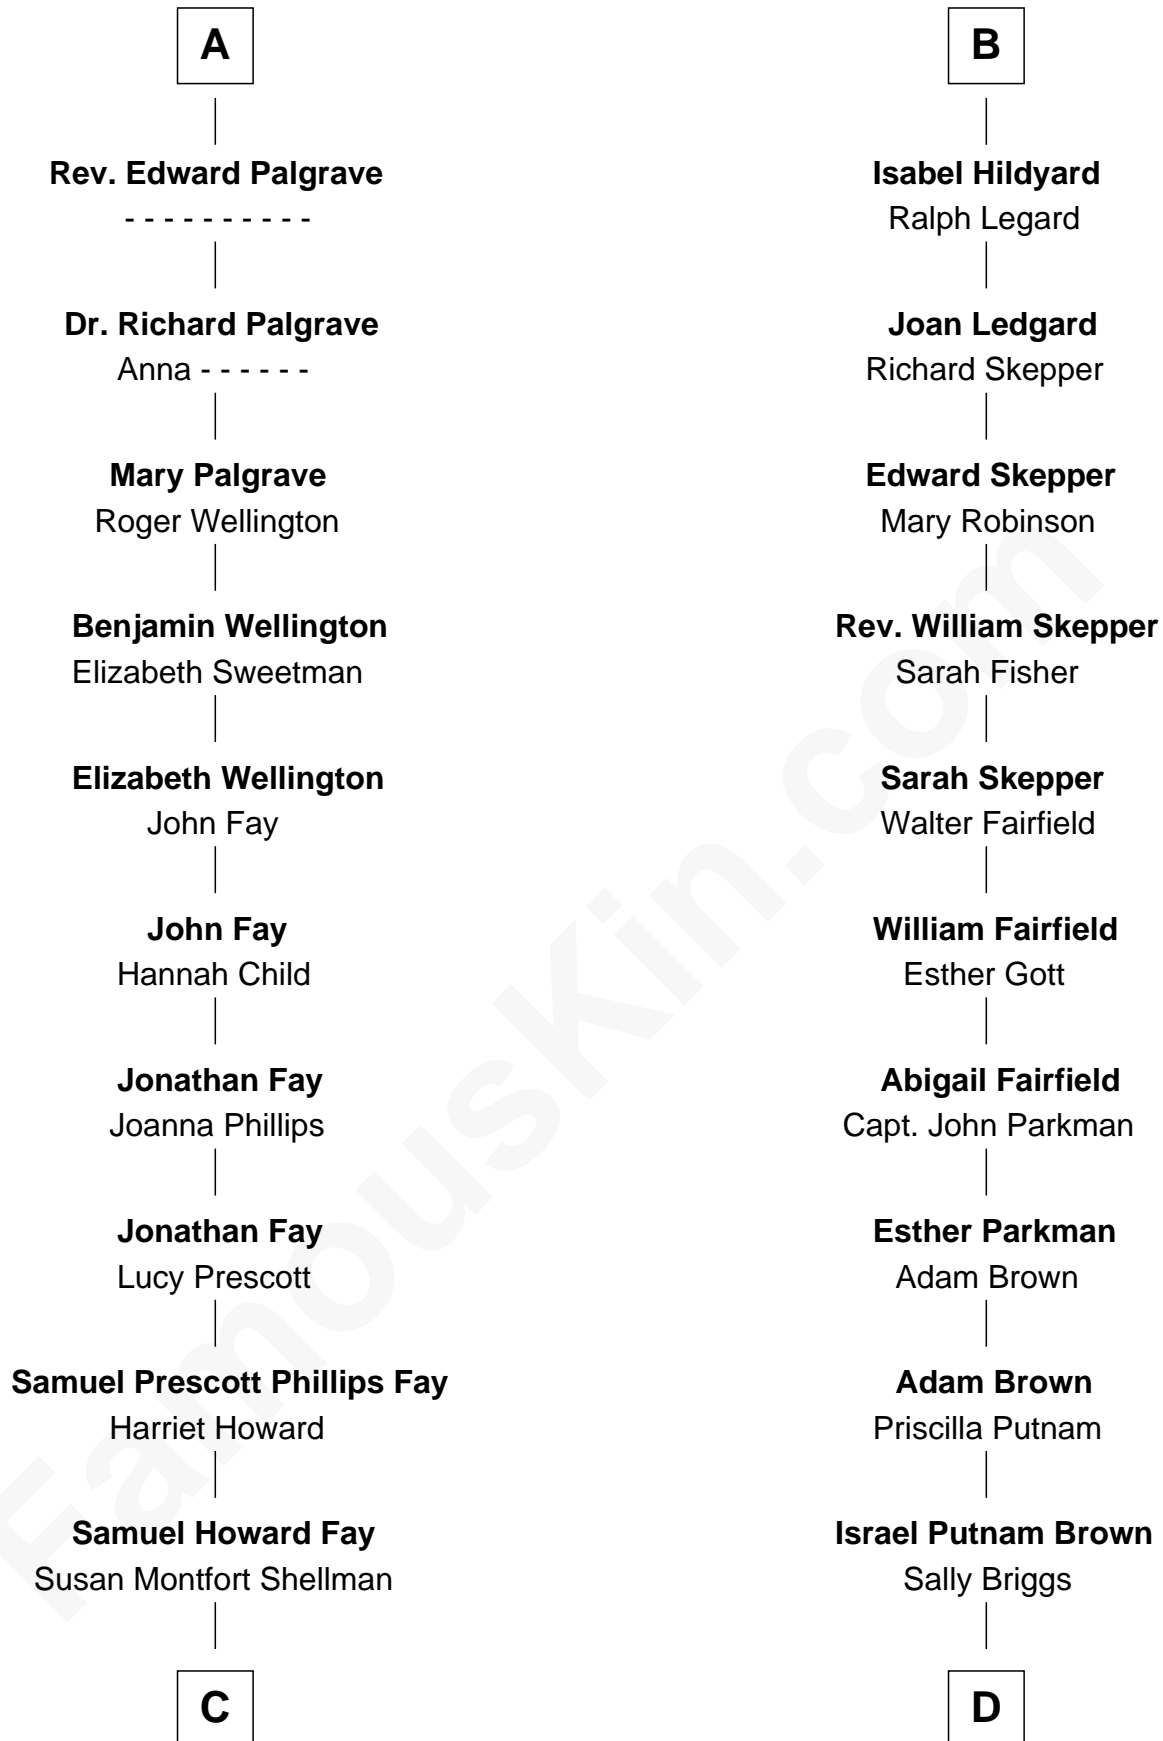 A
Rev. Edward Palgrave
- - - - - - - - - -
Dr. Richard Palgrave
Anna - - - - - -
Mary Palgrave
Roger Wellington
Benjamin Wellington
Elizabeth Sweetman
Elizabeth Wellington
John Fay
John Fay
Hannah Child
Jonathan Fay
Joanna Phillips
Jonathan Fay
Lucy Prescott
Samuel Prescott Phillips Fay
Harriet Howard
Samuel Howard Fay
Susan Montfort Shellman
C
B
Isabel Hildyard
Ralph Legard
Joan Ledgard
Richard Skepper
Edward Skepper
Mary Robinson
Rev. William Skepper
Sarah Fisher
Sarah Skepper
Walter Fairfield
William Fairfield
Esther Gott
Abigail Fairfield
Capt. John Parkman
Esther Parkman
Adam Brown
Adam Brown
Priscilla Putnam
Israel Putnam Brown
Sally Briggs
D
FamousKin.com